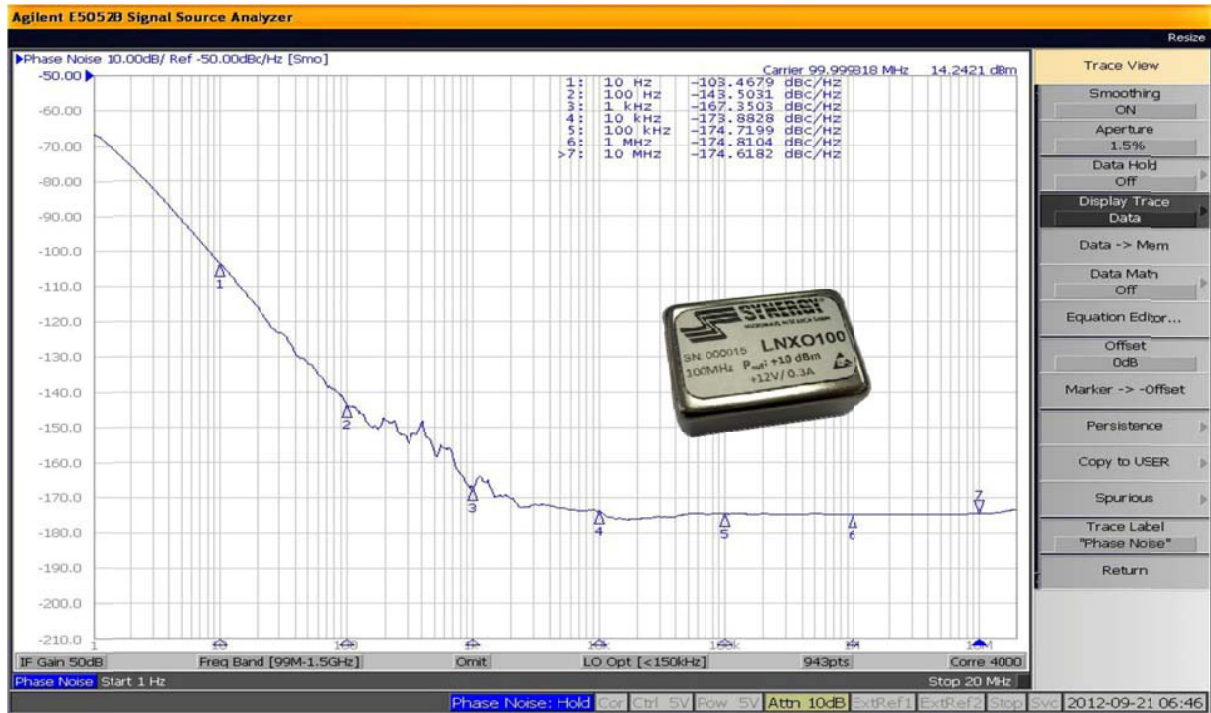 Agilent E5052B Signal Source Analyzer
Resize
Phase Noise 10.00dB/ Ref -50.00dBc/Hz [Smo]
Carrier 99.999818 MHz 14.2421 dBm
1: 10 Hz -103.4679 dBc/Hz
2: 100 Hz -143.5031 dBc/Hz
3: 1 kHz -167.3503 dBc/Hz
4: 10 kHz -173.8828 dBc/Hz
5: 100 kHz -174.7199 dBc/Hz
6: 1 MHz -174.8104 dBc/Hz
>7: 10 MHz -174.6182 dBc/Hz
-50.00
-60.00
-70.00
-80.00
-90.00
-100.0
-110.0
-120.0
-130.0
-140.0
-150.0
-160.0
-170.0
-180.0
-190.0
-200.0
-210.0
1
2
3
4
5
6
7
SYNERGY
LNXO100
SN:000015
100MHz Pout: +10 dBm
+12V/ 0.3A
1 10 100 1k 10k 100k 1M 10M
IF Gain 50dB Freq Band [99M-1.5GHz] Omit LO Opt [<150kHz] 943pts Corre 4000
Phase Noise Start 1 Hz Stop 20 MHz
Phase Noise: Hold Cor Ctrl 5V Pow 5V Attn 10dB ExtRef1 ExtRef2 Stop Svc 2012-09-21 06:46
Trace View
Smoothing
ON
Aperture
1.5%
Data Hold
Off
Display Trace
Data
Data -> Mem
Data Math
Off
Equation Editor...
Offset
0dB
Marker -> -Offset
Persistence
Copy to USER
Spurious
Trace Label
"Phase Noise"
Return